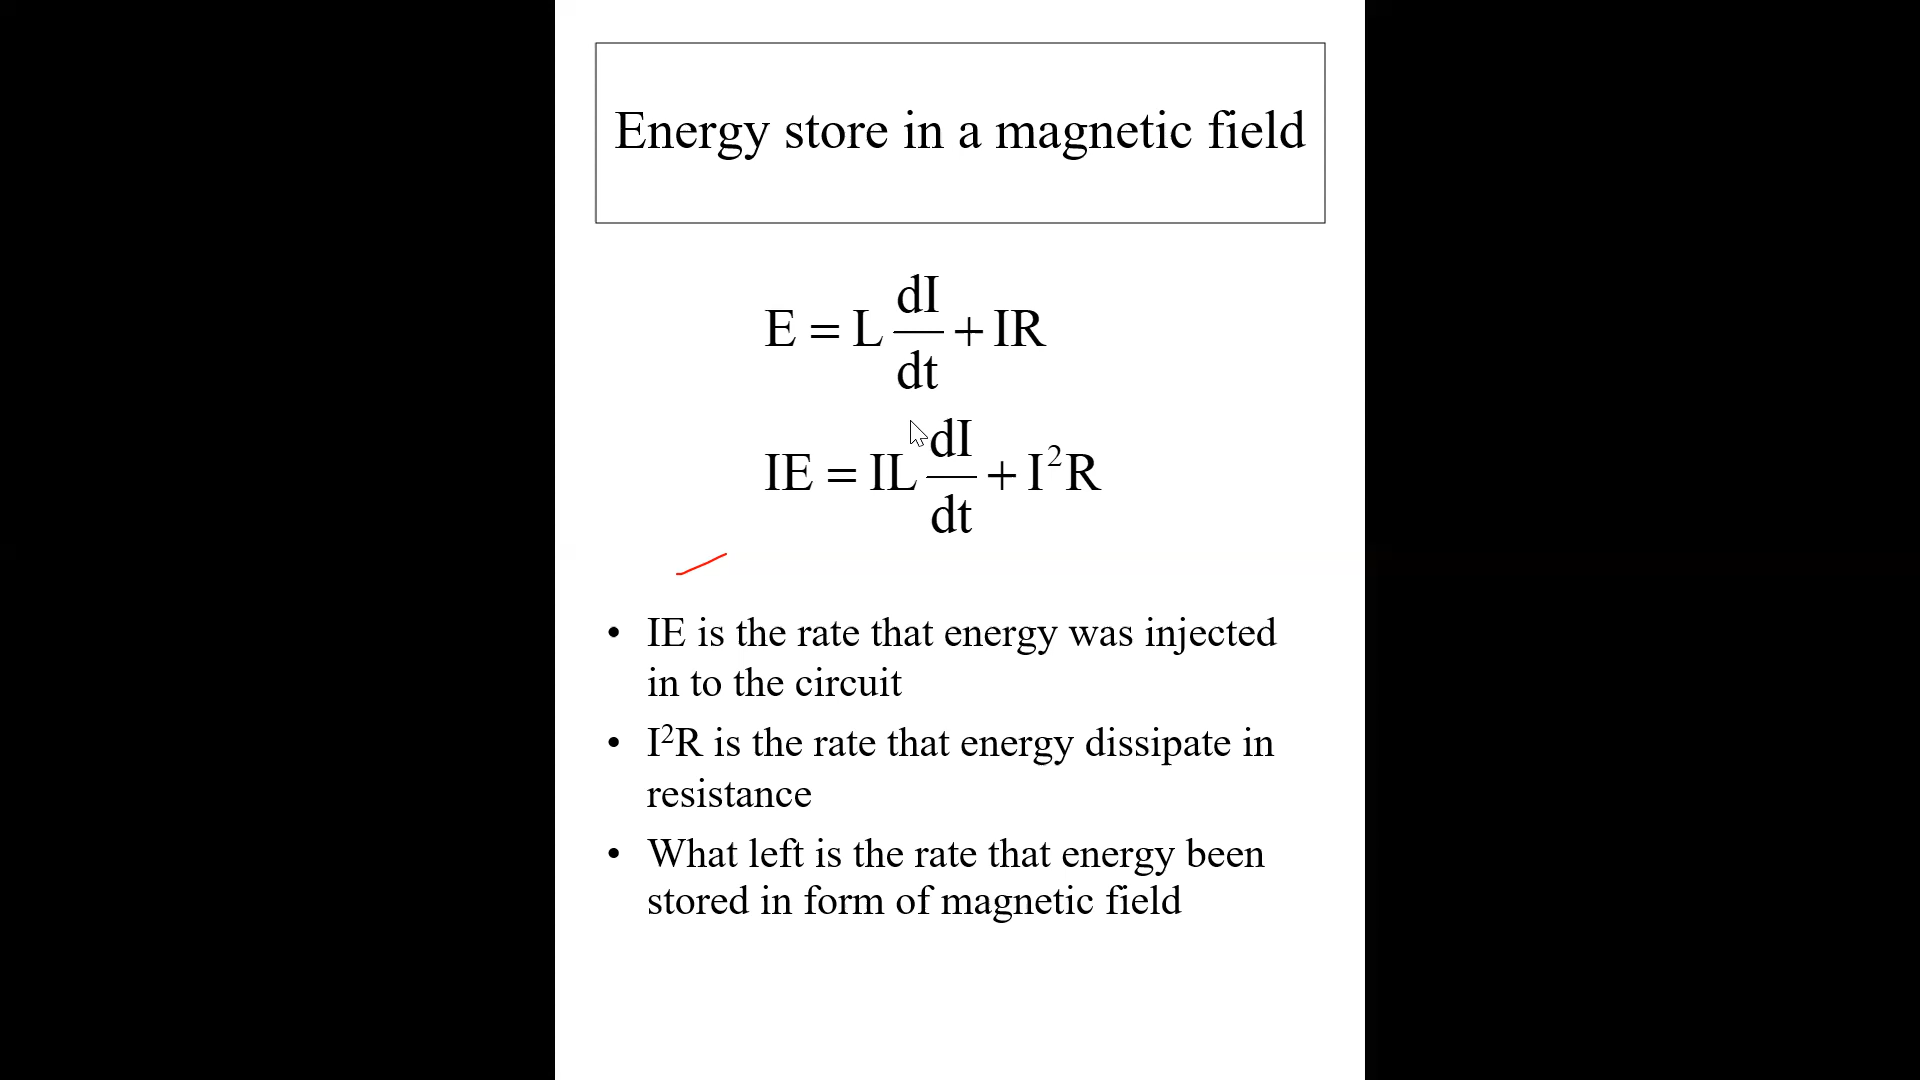 Energy store in a magnetic field
E = L dI/dt + IR
IE = IL dI/dt + I²R
• IE is the rate that energy was injected
in to the circuit
• I²R is the rate that energy dissipate in
resistance
• What left is the rate that energy been
stored in form of magnetic field